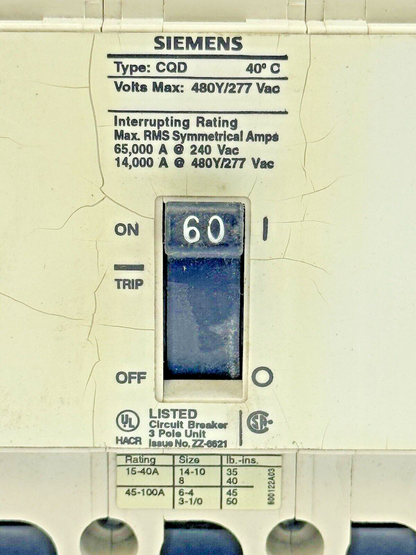 SIEMENS
Type: CQD 40° C
Volts Max: 480Y/277 Vac
Interrupting Rating
Max. RMS Symmetrical Amps
65,000 A @ 240 Vac
14,000 A @ 480Y/277 Vac
ON 60 I
TRIP
OFF O
UL LISTED SA
HACR Circuit Breaker
3 Pole Unit
Issue No. ZZ-6621
Rating Size lb.-ins.
15-40A 14-10 35
8 40
45-100A 6-4 45
3-1/0 50
600122A03